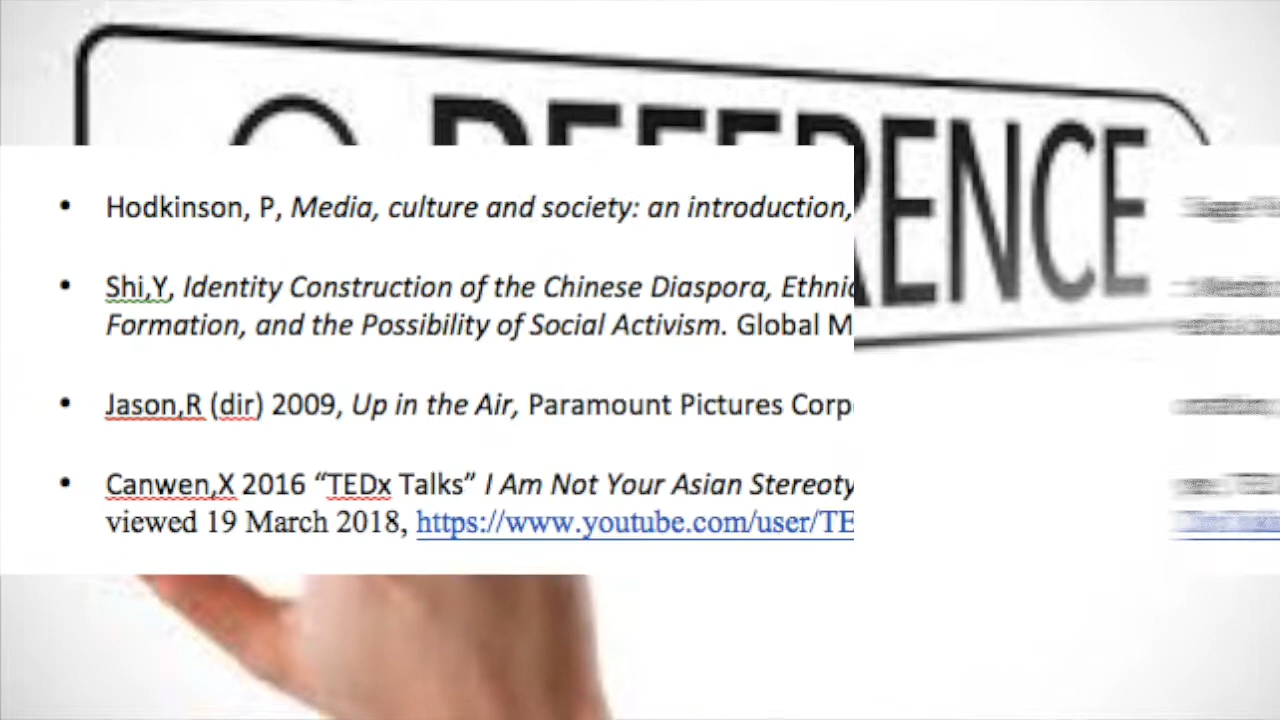 REFERENCE
• Hodkinson, P, Media, culture and society: an introduction,
• Shi,Y, Identity Construction of the Chinese Diaspora, Ethnic
Formation, and the Possibility of Social Activism. Global M
• Jason,R (dir) 2009, Up in the Air, Paramount Pictures Corp
• Canwen,X 2016 “TEDx Talks” I Am Not Your Asian Stereoty
viewed 19 March 2018, https://www.youtube.com/user/TE